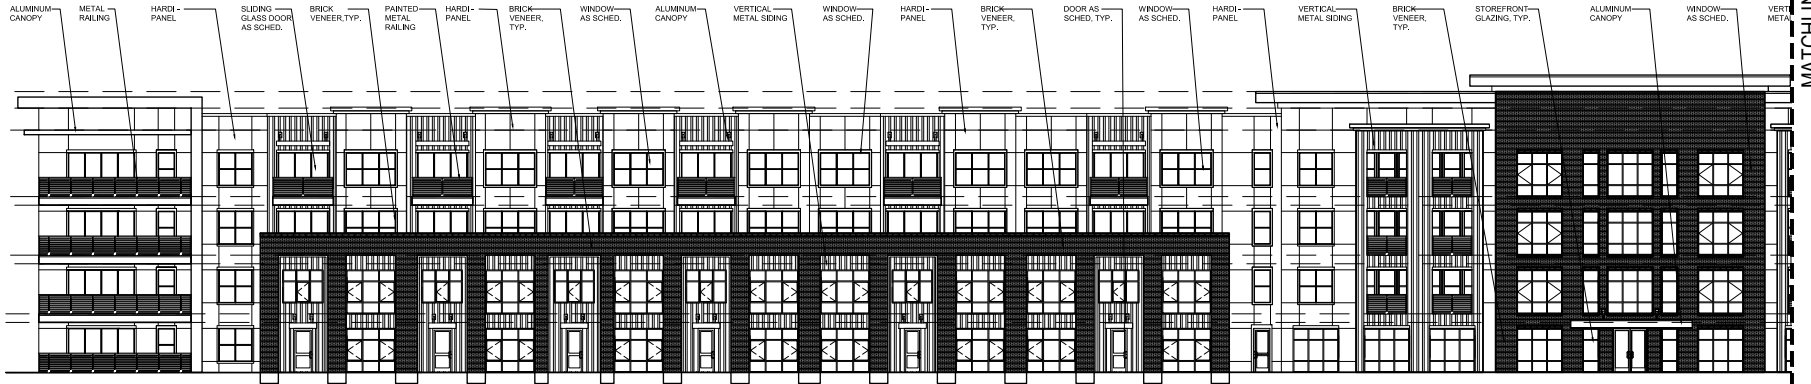 ALUMINUM
CANOPY
METAL
RAILING
HARDI-
PANEL
SLIDING
GLASS DOOR
AS SCHED.
BRICK
VENEER,TYP.
PAINTED
METAL
RAILING
HARDI-
PANEL
BRICK
VENEER,
TYP.
WINDOW
AS SCHED.
ALUMINUM
CANOPY
VERTICAL
METAL SIDING
WINDOW
AS SCHED.
HARDI-
PANEL
BRICK
VENEER,
TYP.
DOOR AS
SCHED, TYP.
WINDOW
AS SCHED.
HARDI-
PANEL
VERTICAL
METAL SIDING
BRICK
VENEER,
TYP.
STOREFRONT
GLAZING, TYP.
ALUMINUM
CANOPY
WINDOW
AS SCHED.